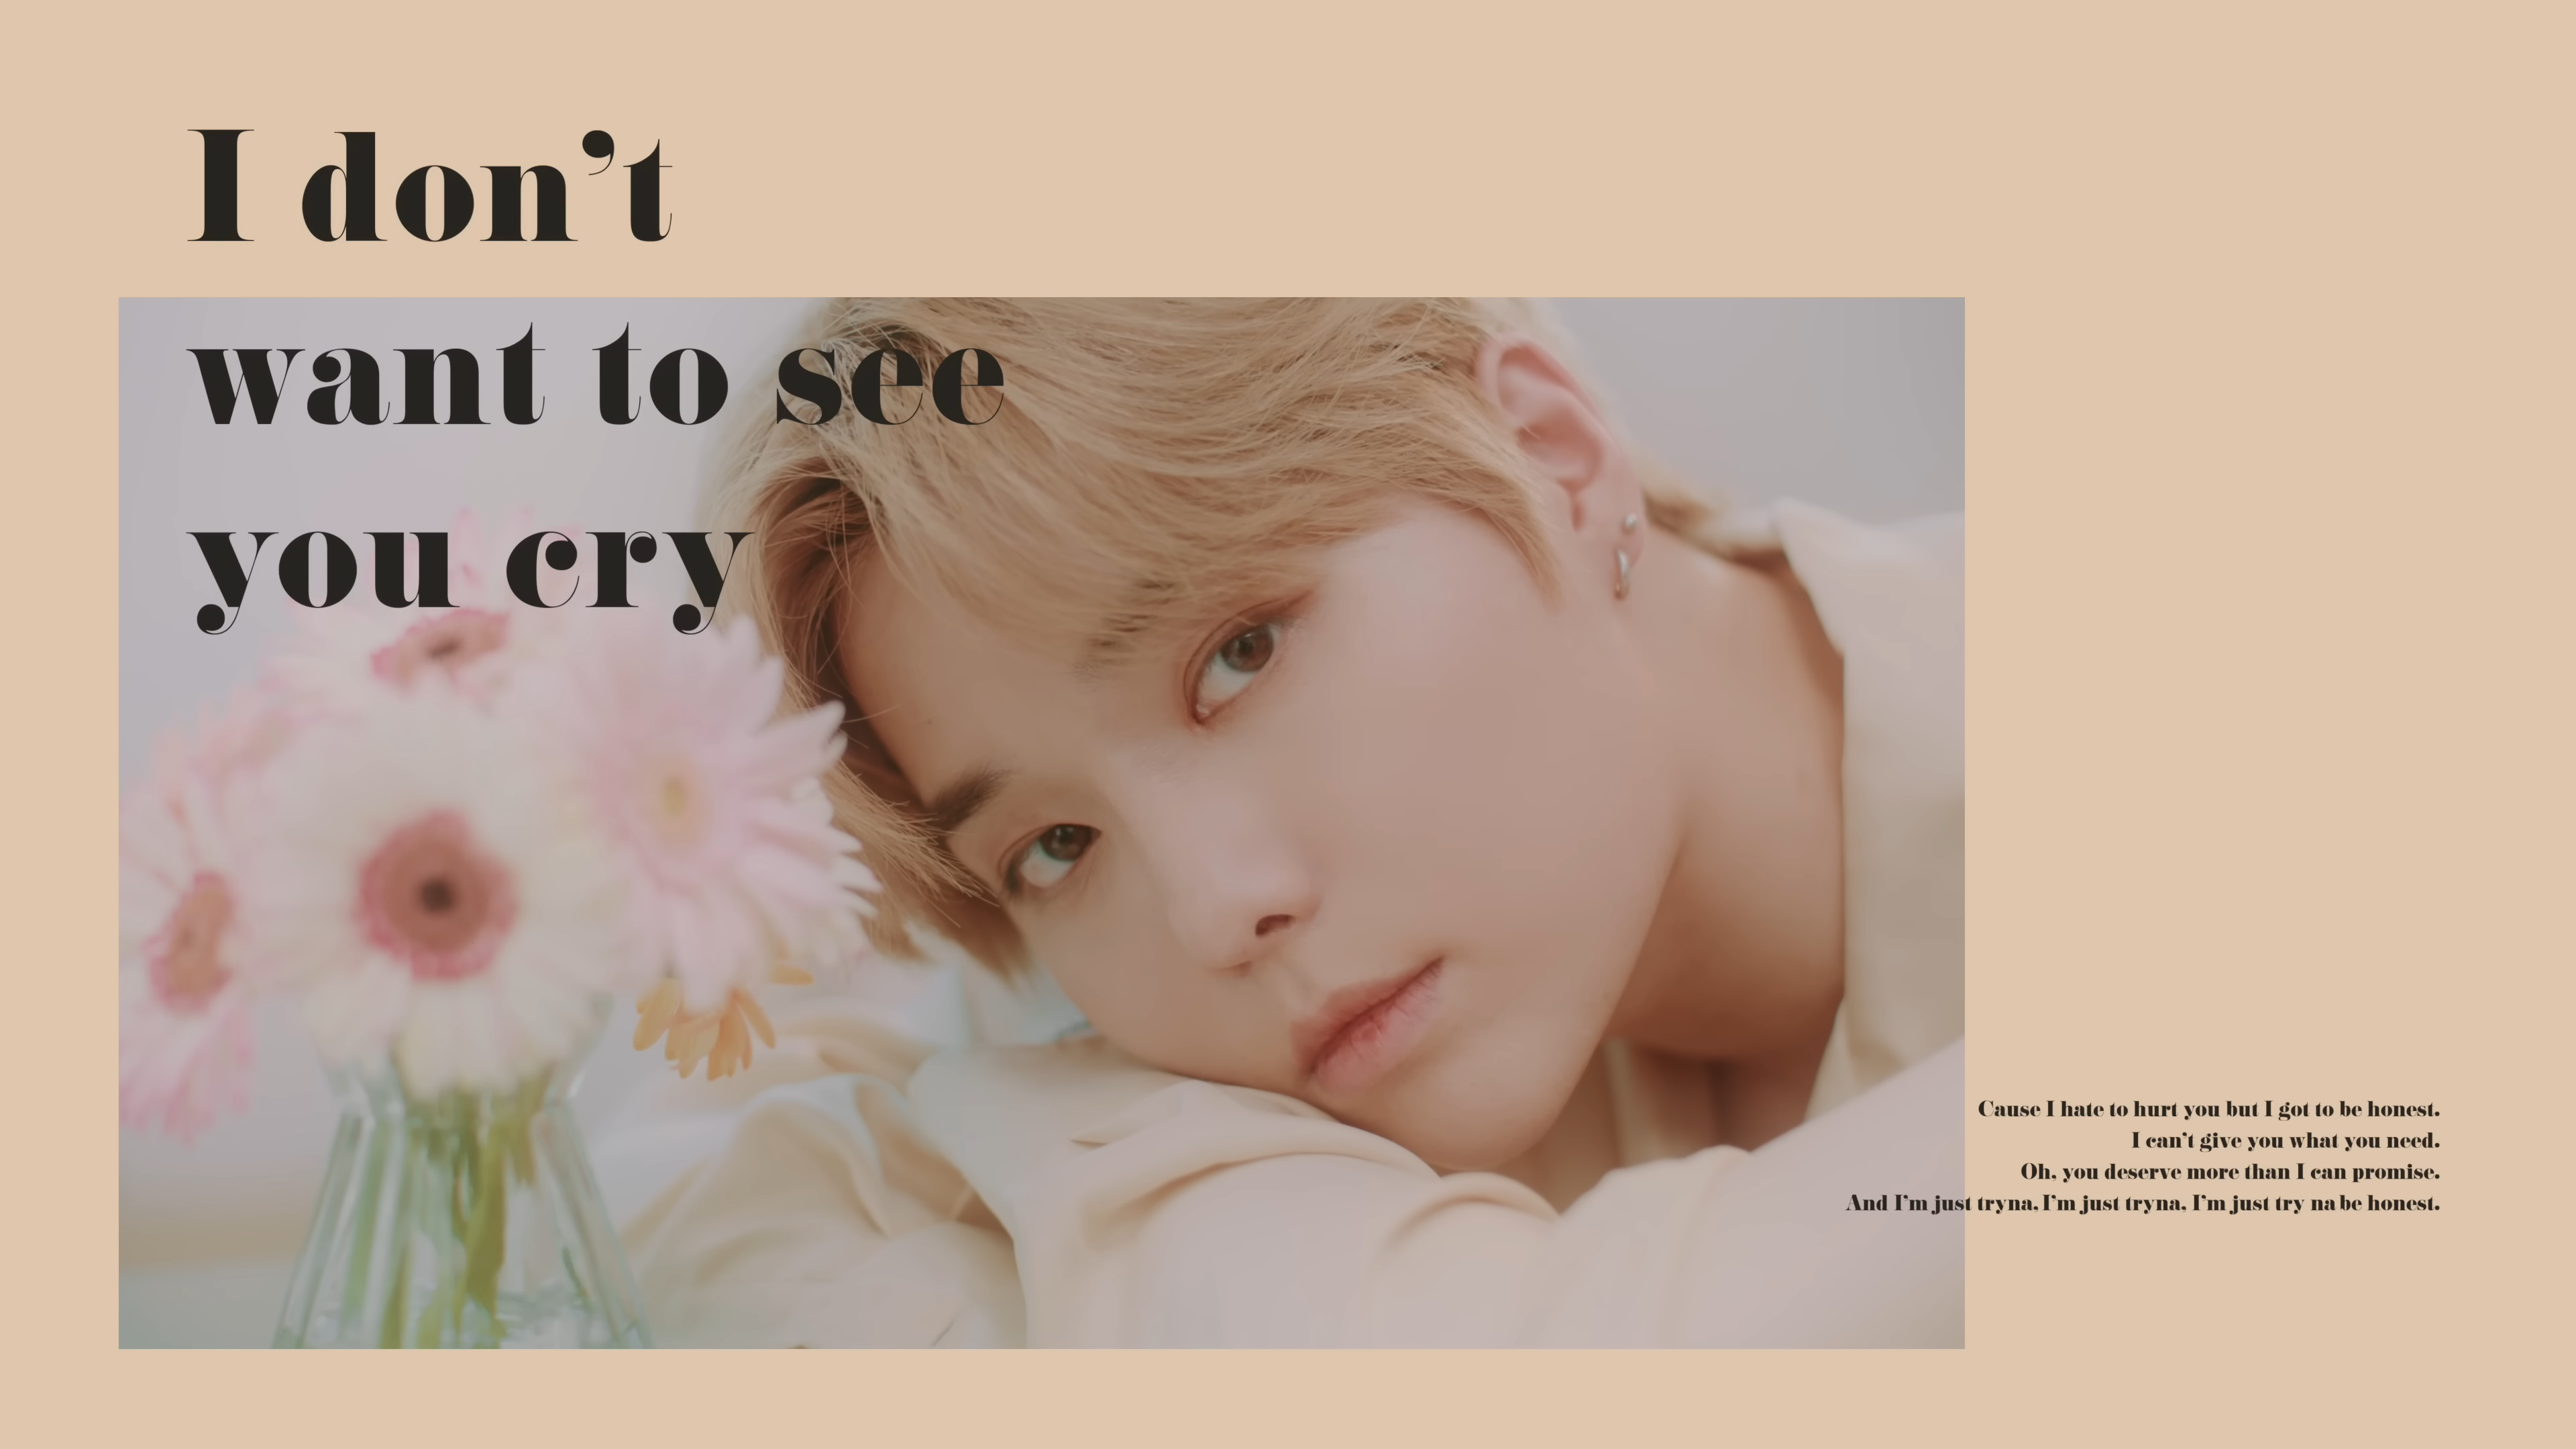 I don’t
want to see
you cry
Cause I hate to hurt you but I got to be honest.
I can't give you what you need.
Oh, you deserve more than I can promise.
And I'm just tryna, I'm just tryna, I'm just try na be honest.